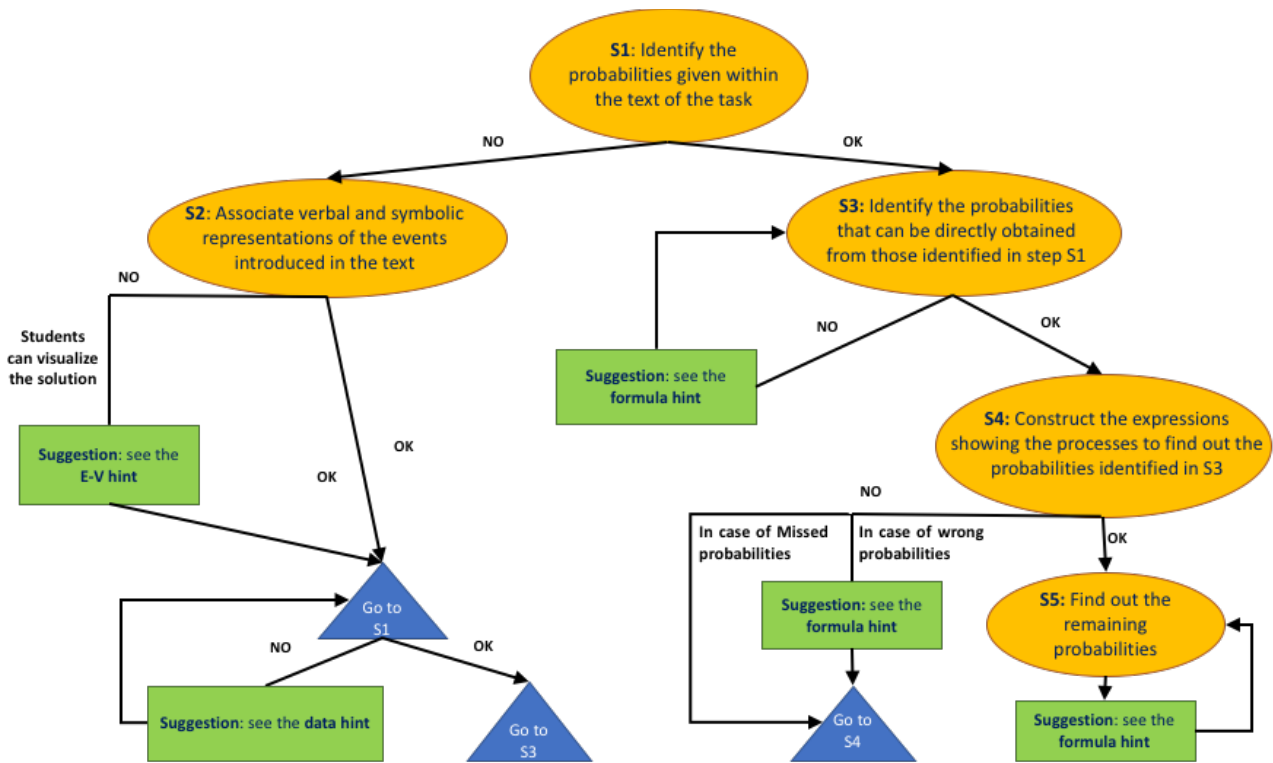 S1: Identify the
probabilities given within
the text of the task
NO
OK
S2: Associate verbal and symbolic
representations of the events
introduced in the text
S3: Identify the probabilities
that can be directly obtained
from those identified in step S1
NO
Students
can visualize
the solution
NO
OK
Suggestion: see the
formula hint
S4: Construct the expressions
showing the processes to find out the
probabilities identified in S3
Suggestion: see the
E-V hint
OK
OK
NO
In case of Missed
probabilities
In case of wrong
probabilities
OK
Go to
S1
NO
OK
Suggestion: see the
formula hint
S5: Find out the
remaining
probabilities
Suggestion: see the data hint
Go to
S3
Go to
S4
Suggestion: see the
formula hint